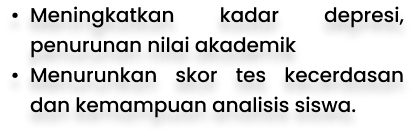 • Meningkatkan kadar depresi,
penurunan nilai akademik
• Menurunkan skor tes kecerdasan
dan kemampuan analisis siswa.